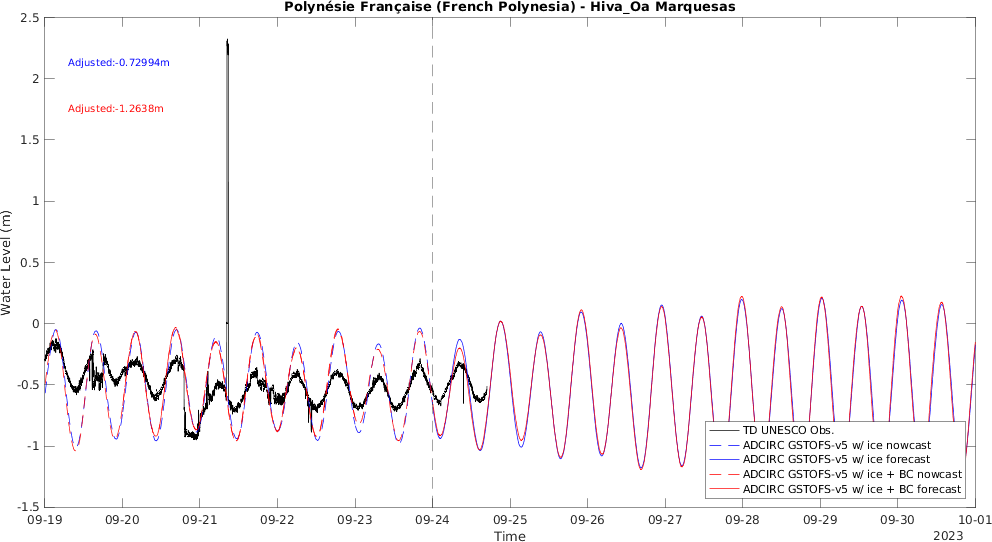 Polynésie Française (French Polynesia) - Hiva_Oa Marquesas
2.5
2
1.5
1
0.5
0
-0.5
-1
-1.5
Water Level (m)
Adjusted:-0.72994m
Adjusted:-1.2638m
TD UNESCO Obs.
ADCIRC GSTOFS-v5 w/ ice nowcast
ADCIRC GSTOFS-v5 w/ ice forecast
ADCIRC GSTOFS-v5 w/ ice + BC nowcast
ADCIRC GSTOFS-v5 w/ ice + BC forecast
09-19 09-20 09-21 09-22 09-23 09-24 09-25 09-26 09-27 09-28 09-29 09-30 10-01
Time
2023